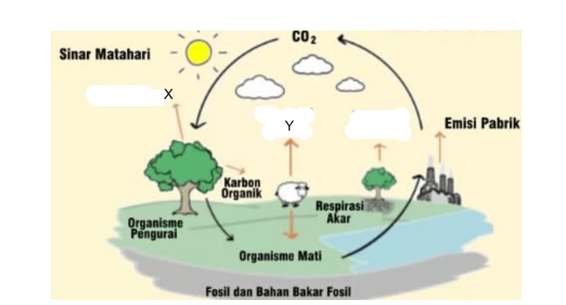 CO₂
Sinar Matahari
X
Y
Emisi Pabrik
Karbon
Organik
Respirasi
Akar
Organisme
Pengurai
Organisme Mati
Fosil dan Bahan Bakar Fosil